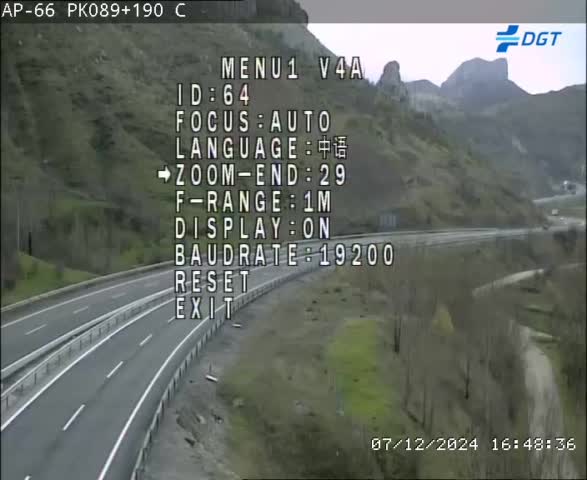 AP-66 PK089+190 C
DGT
MENU1 V4A
ID:64
FOCUS:AUTO
LANGUAGE:中语
ZOOM-END:29
F-RANGE:1M
DISPLAY:ON
BAUDRATE:19200
RESET
EXIT
07/12/2024 16:48:36